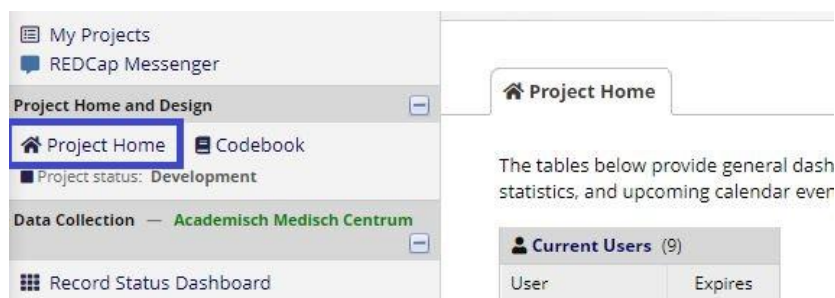 My Projects
REDCap Messenger
Project Home and Design
Project Home Codebook
Project status: Development
Data Collection — Academisch Medisch Centrum
Record Status Dashboard
Project Home
The tables below provide general dash
statistics, and upcoming calendar even
Current Users (9)
User Expires